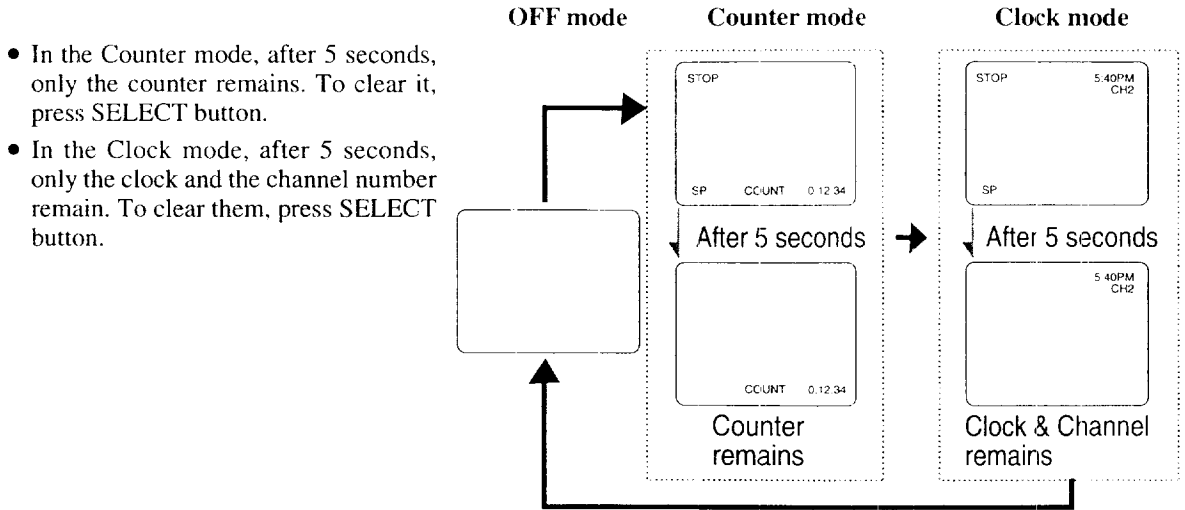 OFF mode Counter mode Clock mode
• In the Counter mode, after 5 seconds,
only the counter remains. To clear it,
press SELECT button.
• In the Clock mode, after 5 seconds,
only the clock and the channel number
remain. To clear them, press SELECT
button.
STOP
SP COUNT 0:12:34
After 5 seconds
COUNT 0:12:34
Counter
remains
STOP 5:40PM
CH2
SP
After 5 seconds
5:40PM
CH2
Clock & Channel
remains